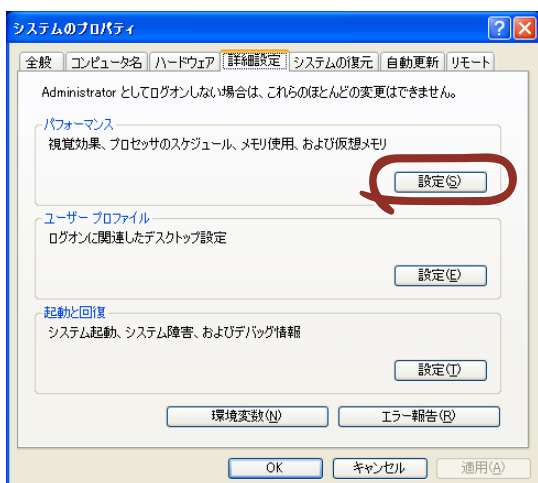 システムのプロパティ
全般 コンピュータ名 ハードウェア 詳細設定 システムの復元 自動更新 リモート
Administrator としてログオンしない場合は、これらのほとんどの変更はできません。
パフォーマンス
視覚効果、プロセッサのスケジュール、メモリ使用、および仮想メモリ
設定(S)
ユーザー プロファイル
ログオンに関連したデスクトップ設定
設定(E)
起動と回復
システム起動、システム障害、およびデバッグ情報
設定(T)
環境変数(N) エラー報告(R)
OK キャンセル 適用(A)